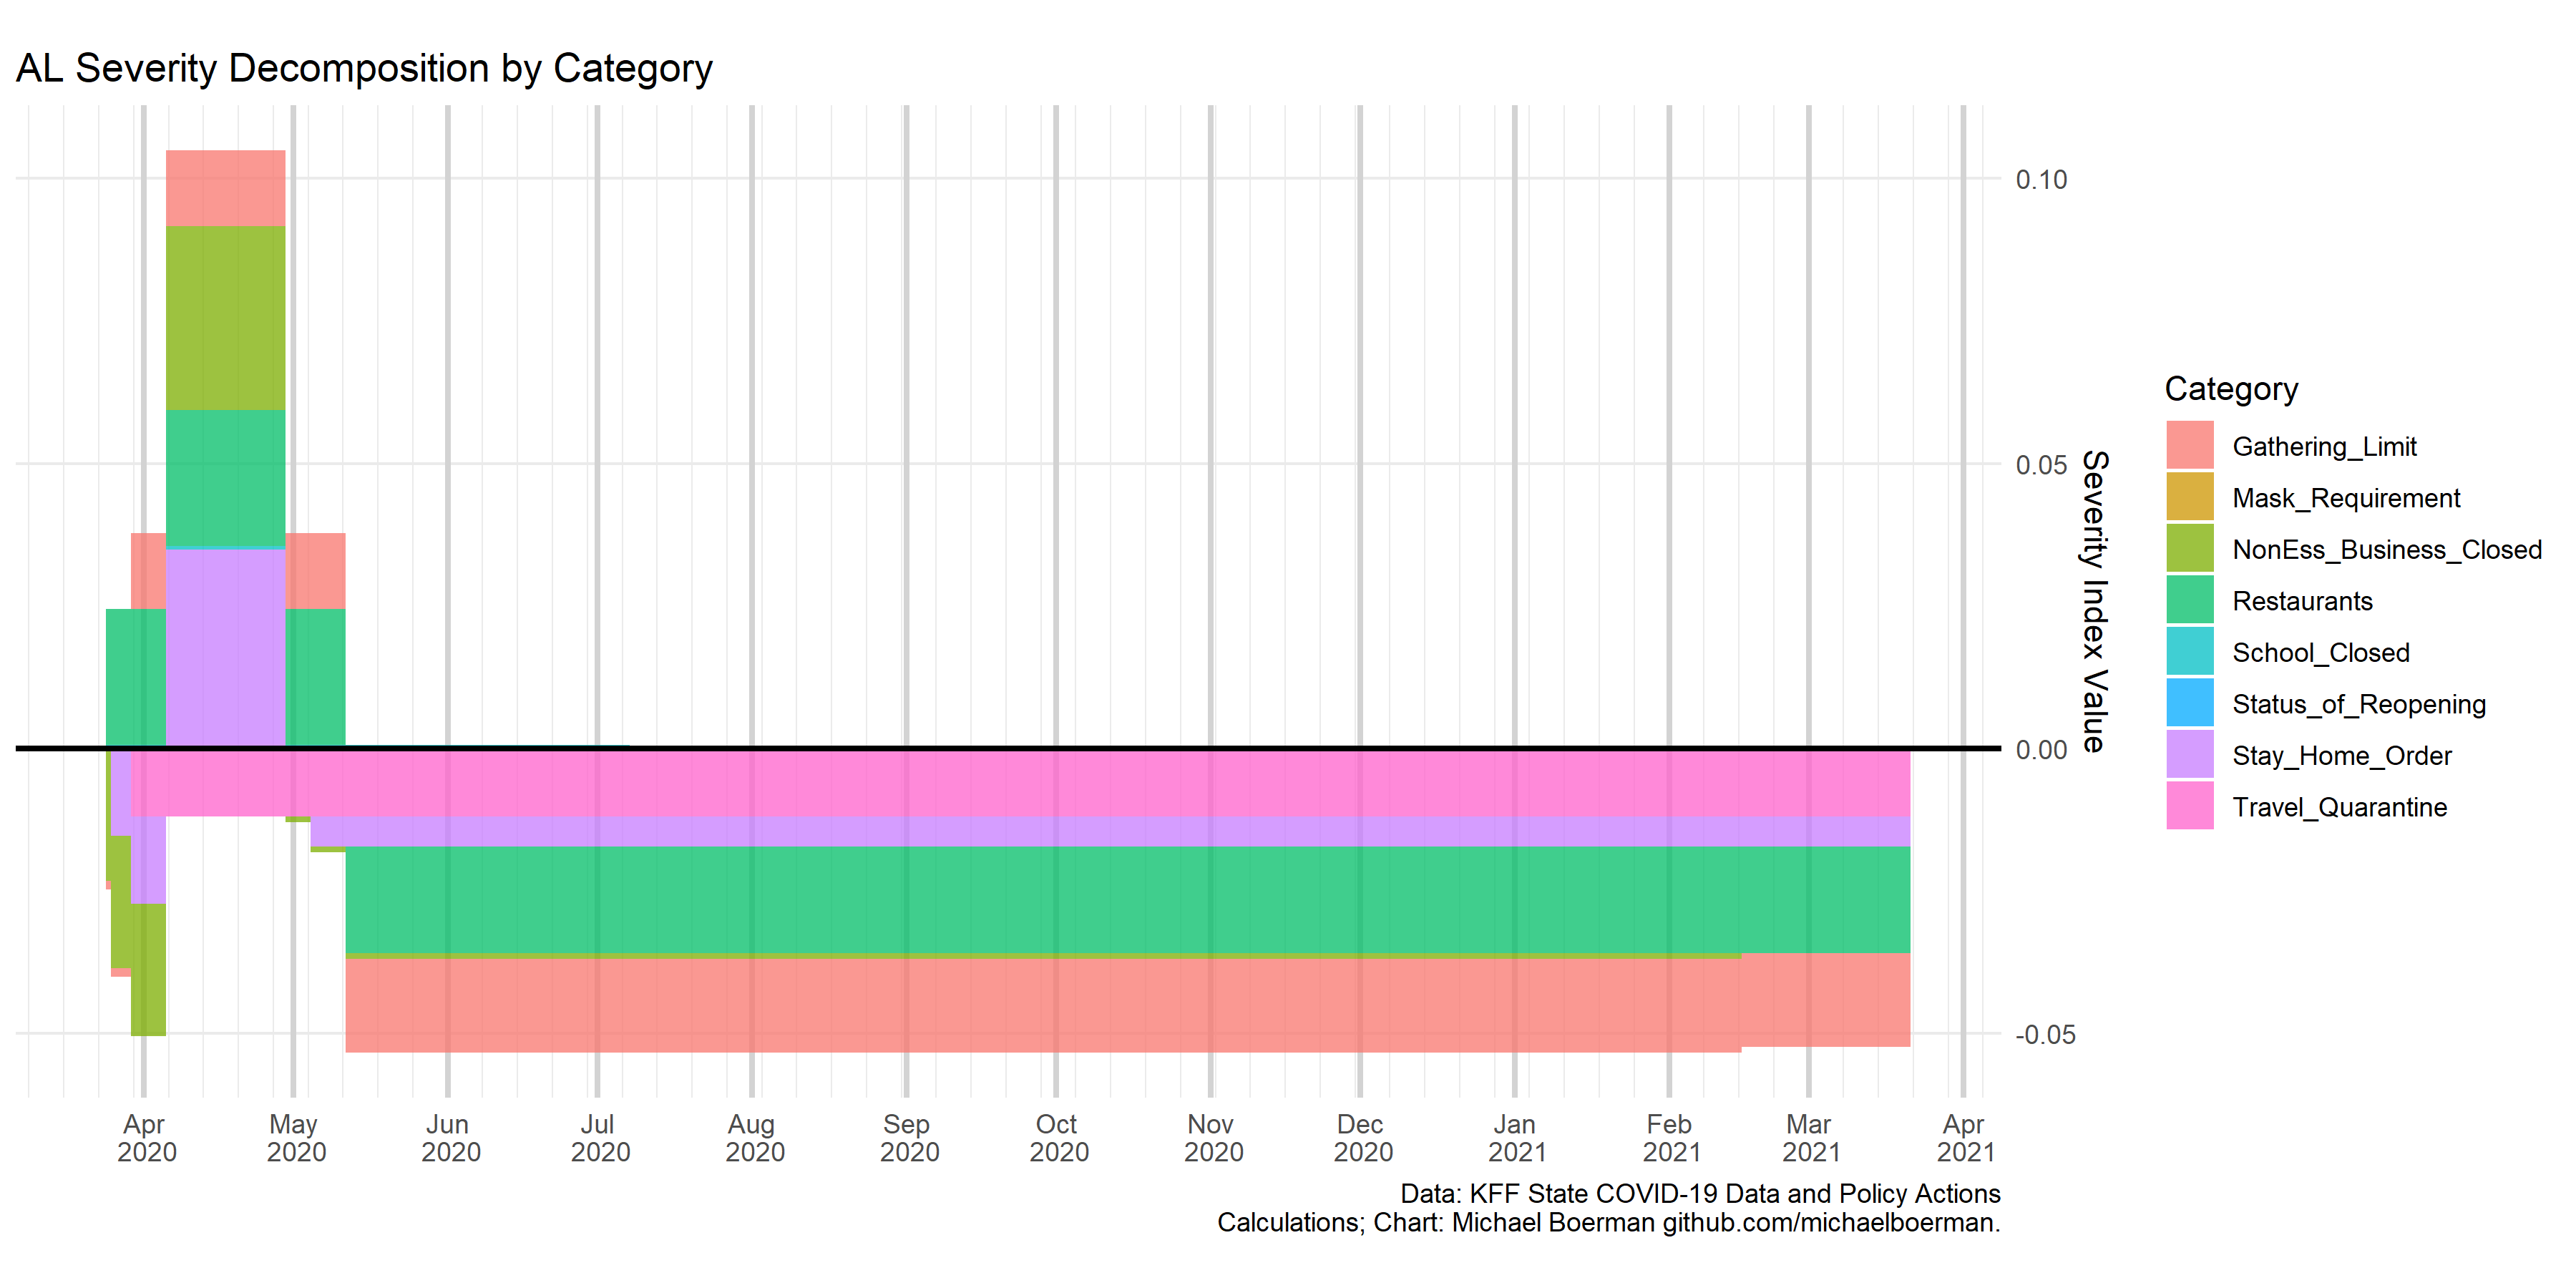 AL Severity Decomposition by Category
0.10
0.05
0.00
-0.05
Severity Index Value
Category
Gathering_Limit
Mask_Requirement
NonEss_Business_Closed
Restaurants
School_Closed
Status_of_Reopening
Stay_Home_Order
Travel_Quarantine
Apr May Jun Jul Aug Sep Oct Nov Dec Jan Feb Mar Apr
2020 2020 2020 2020 2020 2020 2020 2020 2020 2021 2021 2021 2021
Data: KFF State COVID-19 Data and Policy Actions
Calculations; Chart: Michael Boerman github.com/michaelboerman.